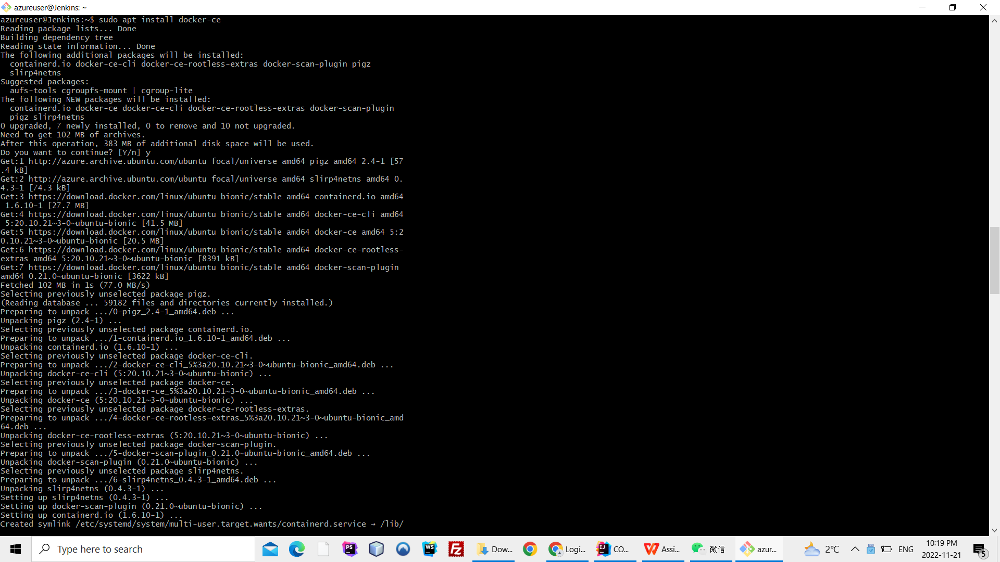 azureuser@Jenkins: ~
azureuser@Jenkins:~$ sudo apt install docker-ce
Reading package lists... Done
Building dependency tree
Reading state information... Done
The following additional packages will be installed:
  containerd.io docker-ce-cli docker-ce-rootless-extras docker-scan-plugin pigz
  slirp4netns
Suggested packages:
  aufs-tools cgroupfs-mount | cgroup-lite
The following NEW packages will be installed:
  containerd.io docker-ce docker-ce-cli docker-ce-rootless-extras docker-scan-plugin
  pigz slirp4netns
0 upgraded, 7 newly installed, 0 to remove and 10 not upgraded.
Need to get 102 MB of archives.
After this operation, 383 MB of additional disk space will be used.
Do you want to continue? [Y/n] y
Get:1 http://azure.archive.ubuntu.com/ubuntu focal/universe amd64 pigz amd64 2.4-1 [57
.4 kB]
Get:2 http://azure.archive.ubuntu.com/ubuntu focal/universe amd64 slirp4netns amd64 0.
4.3-1 [74.3 kB]
Get:3 https://download.docker.com/linux/ubuntu bionic/stable amd64 containerd.io amd64
 1.6.10-1 [27.7 MB]
Get:4 https://download.docker.com/linux/ubuntu bionic/stable amd64 docker-ce-cli amd64
 5:20.10.21~3-0~ubuntu-bionic [41.5 MB]
Get:5 https://download.docker.com/linux/ubuntu bionic/stable amd64 docker-ce amd64 5:2
0.10.21~3-0~ubuntu-bionic [20.5 MB]
Get:6 https://download.docker.com/linux/ubuntu bionic/stable amd64 docker-ce-rootless-
extras amd64 5:20.10.21~3-0~ubuntu-bionic [8391 kB]
Get:7 https://download.docker.com/linux/ubuntu bionic/stable amd64 docker-scan-plugin
amd64 0.21.0~ubuntu-bionic [3622 kB]
Fetched 102 MB in 1s (77.0 MB/s)
Selecting previously unselected package pigz.
(Reading database ... 59182 files and directories currently installed.)
Preparing to unpack .../0-pigz_2.4-1_amd64.deb ...
Unpacking pigz (2.4-1) ...
Selecting previously unselected package containerd.io.
Preparing to unpack .../1-containerd.io_1.6.10-1_amd64.deb ...
Unpacking containerd.io (1.6.10-1) ...
Selecting previously unselected package docker-ce-cli.
Preparing to unpack .../2-docker-ce-cli_5%3a20.10.21~3-0~ubuntu-bionic_amd64.deb ...
Unpacking docker-ce-cli (5:20.10.21~3-0~ubuntu-bionic) ...
Selecting previously unselected package docker-ce.
Preparing to unpack .../3-docker-ce_5%3a20.10.21~3-0~ubuntu-bionic_amd64.deb ...
Unpacking docker-ce (5:20.10.21~3-0~ubuntu-bionic) ...
Selecting previously unselected package docker-ce-rootless-extras.
Preparing to unpack .../4-docker-ce-rootless-extras_5%3a20.10.21~3-0~ubuntu-bionic_amd
64.deb ...
Unpacking docker-ce-rootless-extras (5:20.10.21~3-0~ubuntu-bionic) ...
Selecting previously unselected package docker-scan-plugin.
Preparing to unpack .../5-docker-scan-plugin_0.21.0~ubuntu-bionic_amd64.deb ...
Unpacking docker-scan-plugin (0.21.0~ubuntu-bionic) ...
Selecting previously unselected package slirp4netns.
Preparing to unpack .../6-slirp4netns_0.4.3-1_amd64.deb ...
Unpacking slirp4netns (0.4.3-1) ...
Setting up slirp4netns (0.4.3-1) ...
Setting up docker-scan-plugin (0.21.0~ubuntu-bionic) ...
Setting up containerd.io (1.6.10-1) ...
Created symlink /etc/systemd/system/multi-user.target.wants/containerd.service → /lib/
Type here to search
PS
WS
Fz
Dow...
Logi...
IJ
CO...
Assi...
微信
azur...
2°C
ENG
10:19 PM
2022-11-21
5